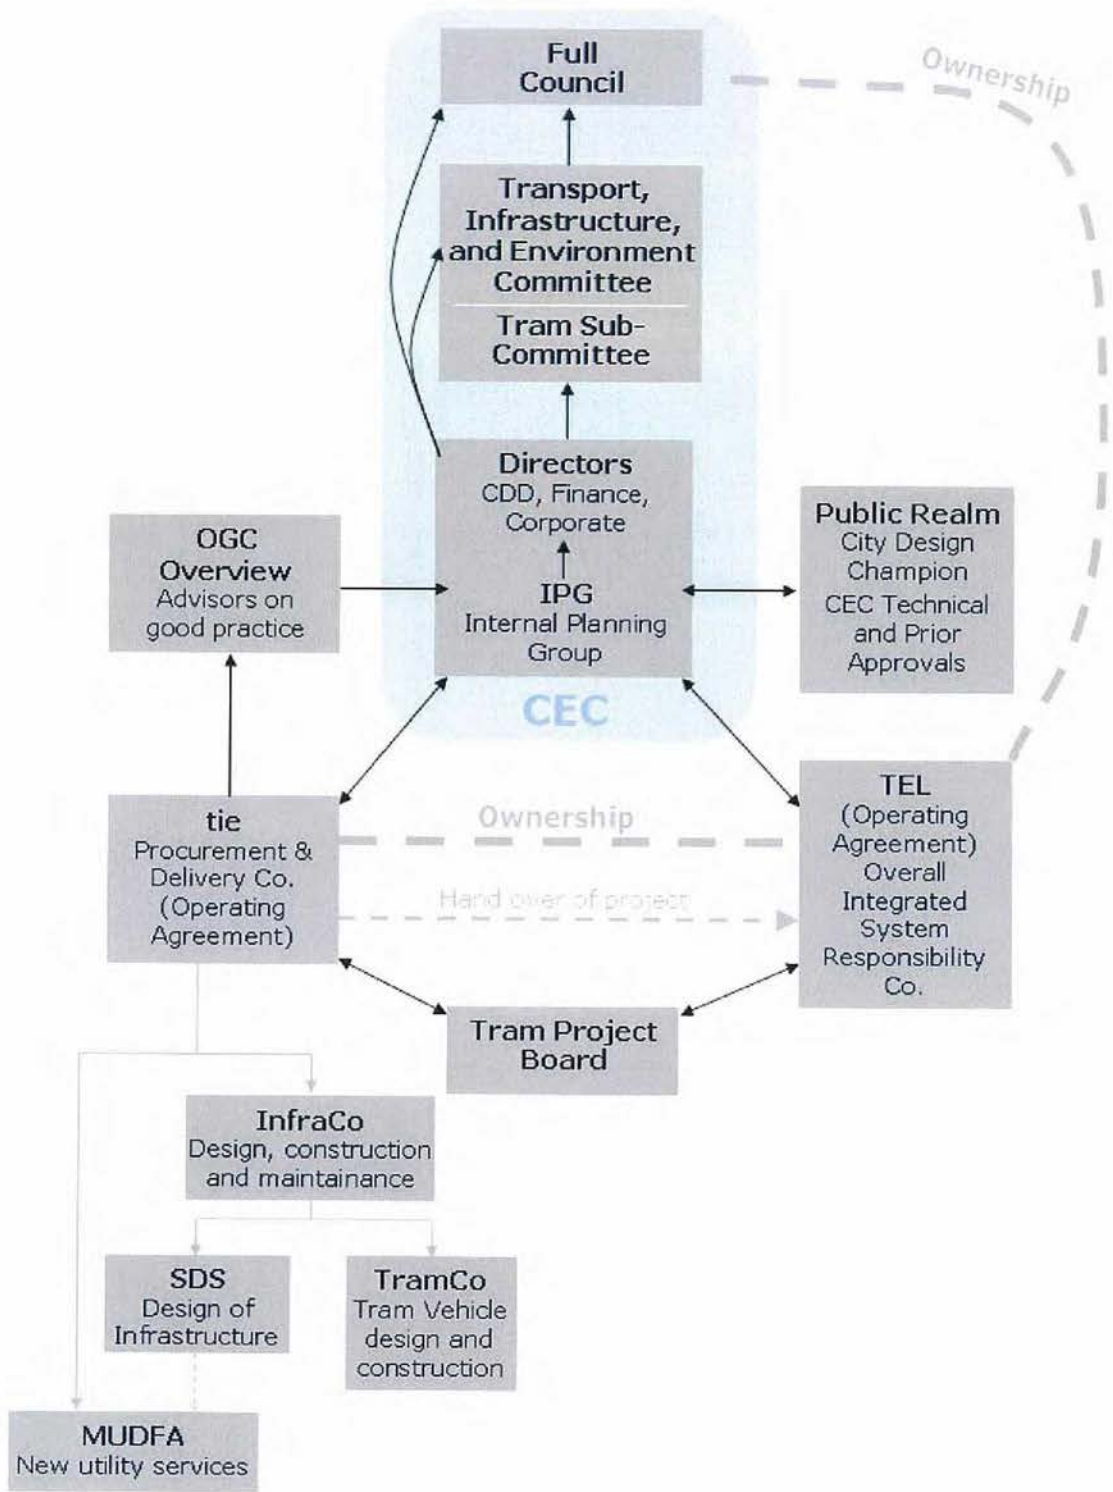 Full
Council
Ownership
Transport,
Infrastructure,
and Environment
Committee
Tram Sub-
Committee
Directors
CDD, Finance,
Corporate
IPG
Internal Planning
Group
CEC
OGC
Overview
Advisors on
good practice
Public Realm
City Design
Champion
CEC Technical
and Prior
Approvals
tie
Procurement &
Delivery Co.
(Operating
Agreement)
Ownership
Hand over of project
TEL
(Operating
Agreement)
Overall
Integrated
System
Responsibility
Co.
Tram Project
Board
InfraCo
Design, construction
and maintainance
SDS
Design of
Infrastructure
TramCo
Tram Vehicle
design and
construction
MUDFA
New utility services